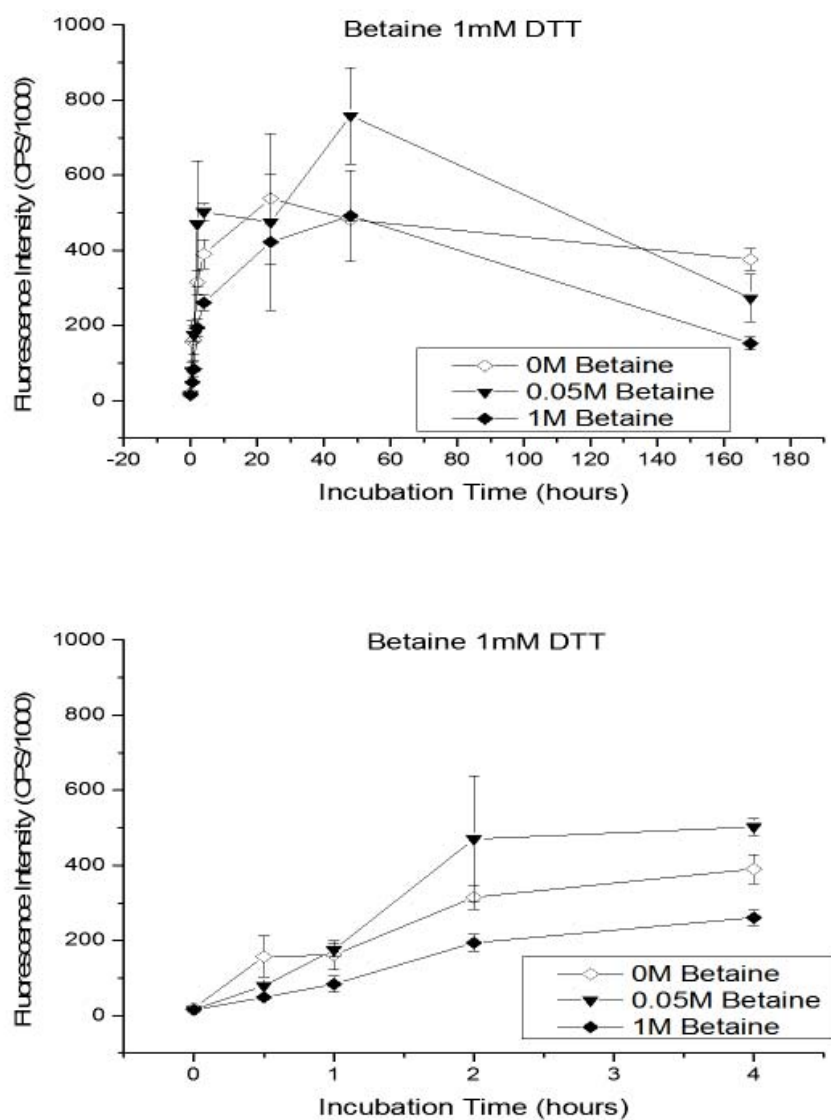 Betaine 1mM DTT
1000
800
600
400
200
0
Fluorescence Intensity (CPS/1000)
-20 0 20 40 60 80 100 120 140 160 180
Incubation Time (hours)
0M Betaine
0.05M Betaine
1M Betaine
Betaine 1mM DTT
1000
800
600
400
200
0
Fluorescence Intensity (CPS/1000)
0 1 2 3 4
Incubation Time (hours)
0M Betaine
0.05M Betaine
1M Betaine